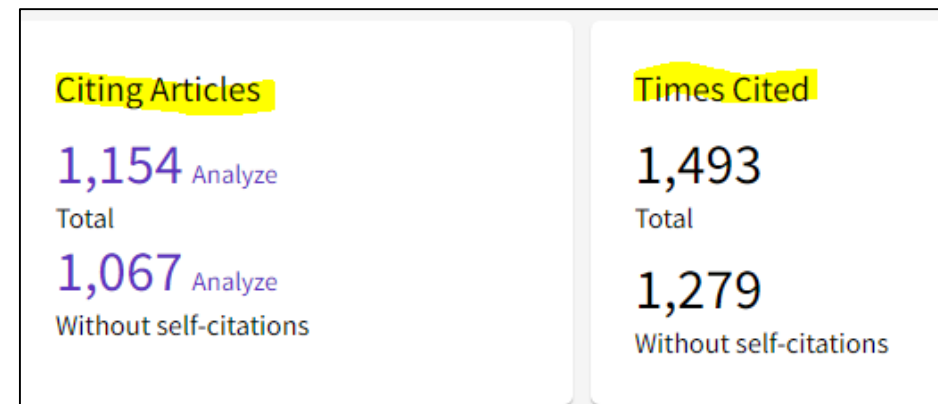 Citing Articles
1,154 Analyze
Total
1,067 Analyze
Without self-citations
Times Cited
1,493
Total
1,279
Without self-citations